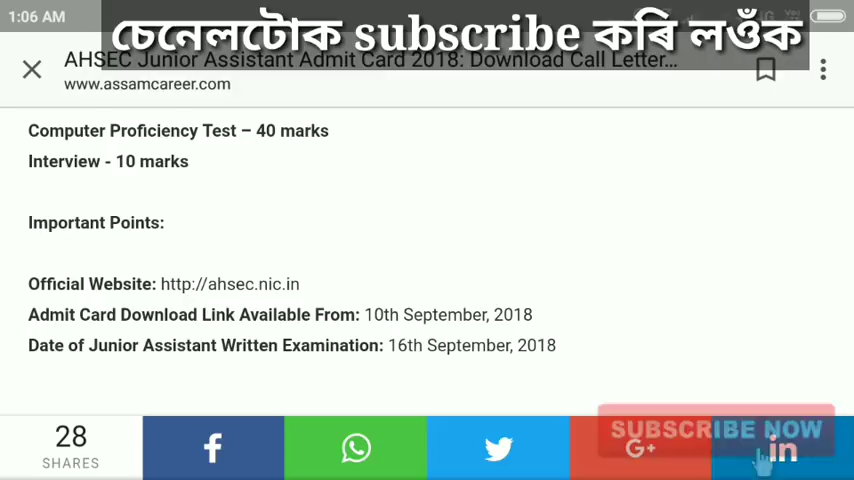 1:06 AM
চেনেলটোক subscribe কৰি লওঁক
AHSEC Junior Assistant Admit Card 2018: Download Call Letter...
www.assamcareer.com
Computer Proficiency Test – 40 marks
Interview - 10 marks
Important Points:
Official Website: http://ahsec.nic.in
Admit Card Download Link Available From: 10th September, 2018
Date of Junior Assistant Written Examination: 16th September, 2018
28
SHARES
SUBSCRIBE NOW
G+
in